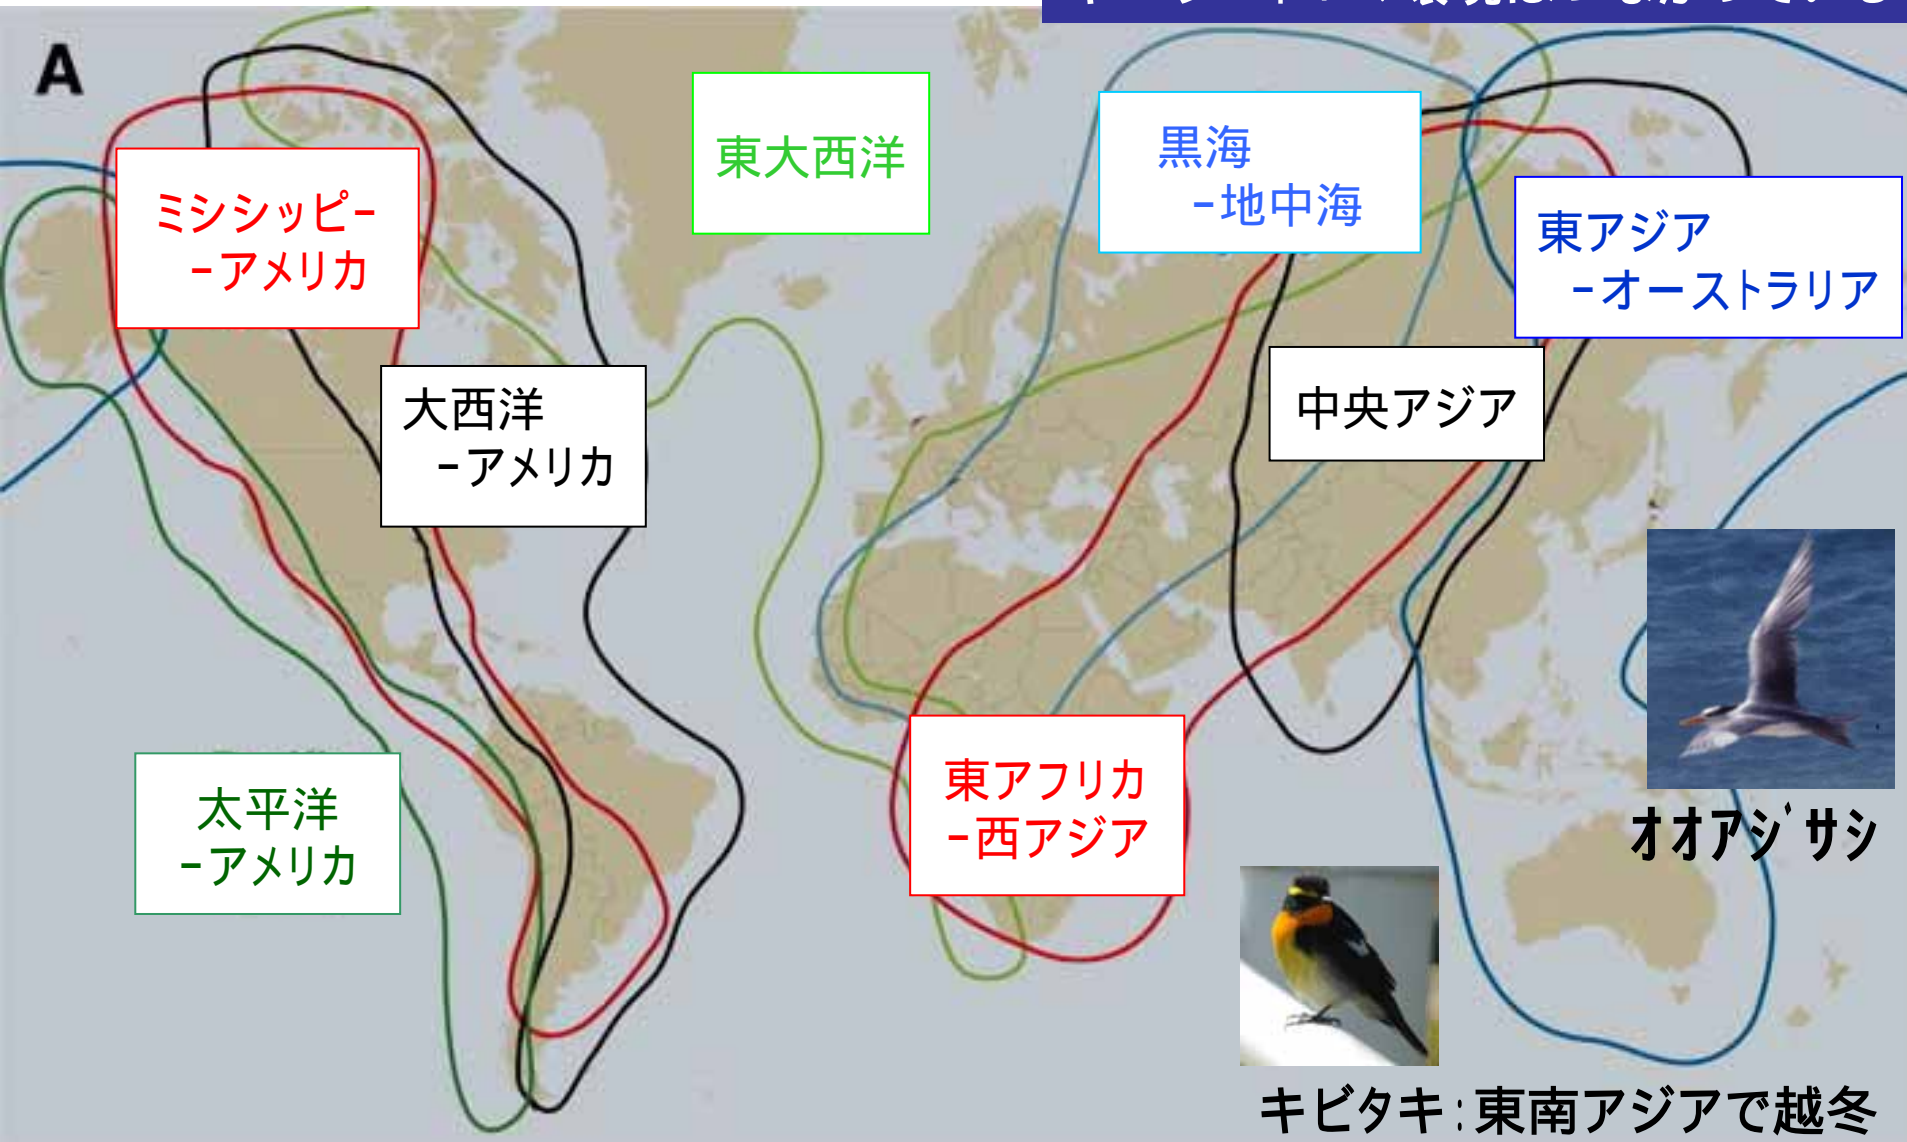 A
東大西洋
黒海
-地中海
ミシシッピ-
-アメリカ
東アジア
-オーストラリア
大西洋
-アメリカ
中央アジア
太平洋
-アメリカ
東アフリカ
-西アジア
オオアジサシ
キビタキ:東南アジアで越冬